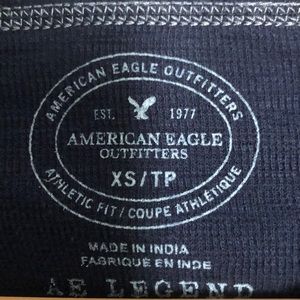 AMERICAN EAGLE OUTFITTERS
EST. 1977
AMERICAN EAGLE
OUTFITTERS
XS/TP
ATHLETIC FIT / COUPE ATHLÉTIQUE
MADE IN INDIA
FABRIQUE EN INDE
AE LEGEND